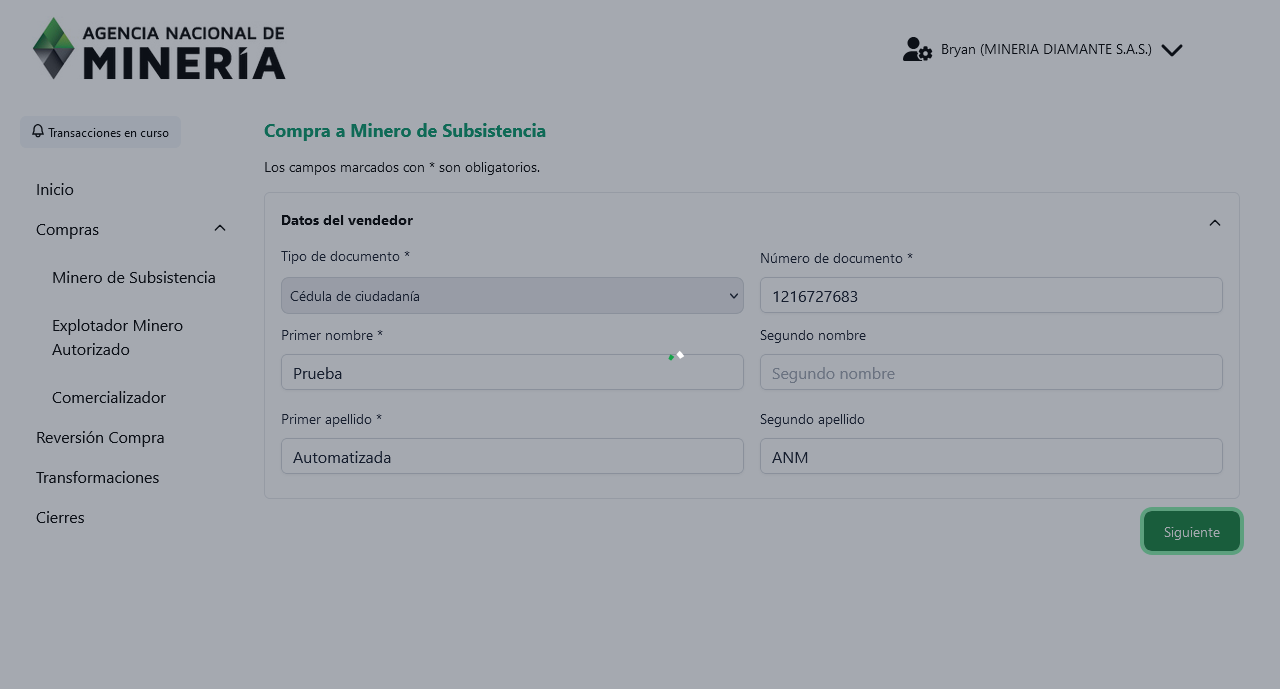 AGENCIA NACIONAL DE
MINERÍA
Bryan (MINERIA DIAMANTE S.A.S.)
Transacciones en curso
Inicio
Compras
Minero de Subsistencia
Explotador Minero
Autorizado
Comercializador
Reversión Compra
Transformaciones
Cierres
Compra a Minero de Subsistencia
Los campos marcados con * son obligatorios.
Datos del vendedor
Tipo de documento *
Número de documento *
Cédula de ciudadanía
1216727683
Primer nombre *
Segundo nombre
Prueba
Segundo nombre
Primer apellido *
Segundo apellido
Automatizada
ANM
Siguiente